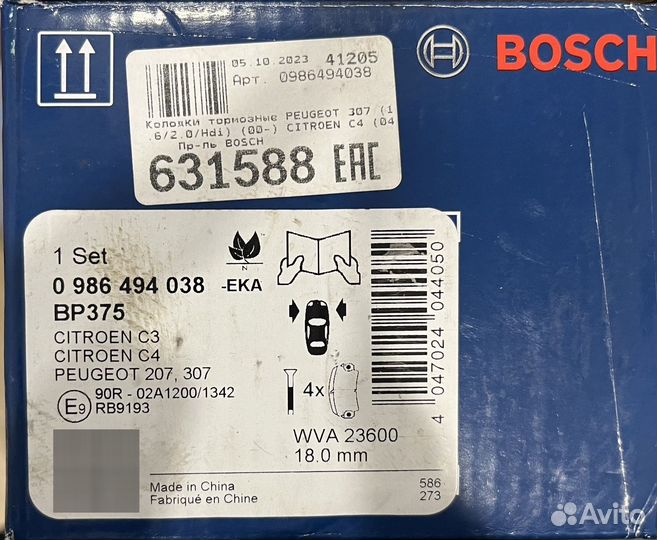 BOSCH
05.10.2023 41205
Арт. 0986494038
Колодки тормозные PEUGEOT 307 (1
.6/2.0/Hdi) (00-) CITROEN C4 (04
Пр-ль BOSCH
631588 EAC
1 Set
0 986 494 038 -EKA
BP375
CITROEN C3
CITROEN C4
PEUGEOT 207, 307
E9 90R - 02A1200/1342
RB9193
N
4x
4 047024 044050
WVA 23600
18.0 mm
Made in China
Fabriqué en Chine
586
273
Avito